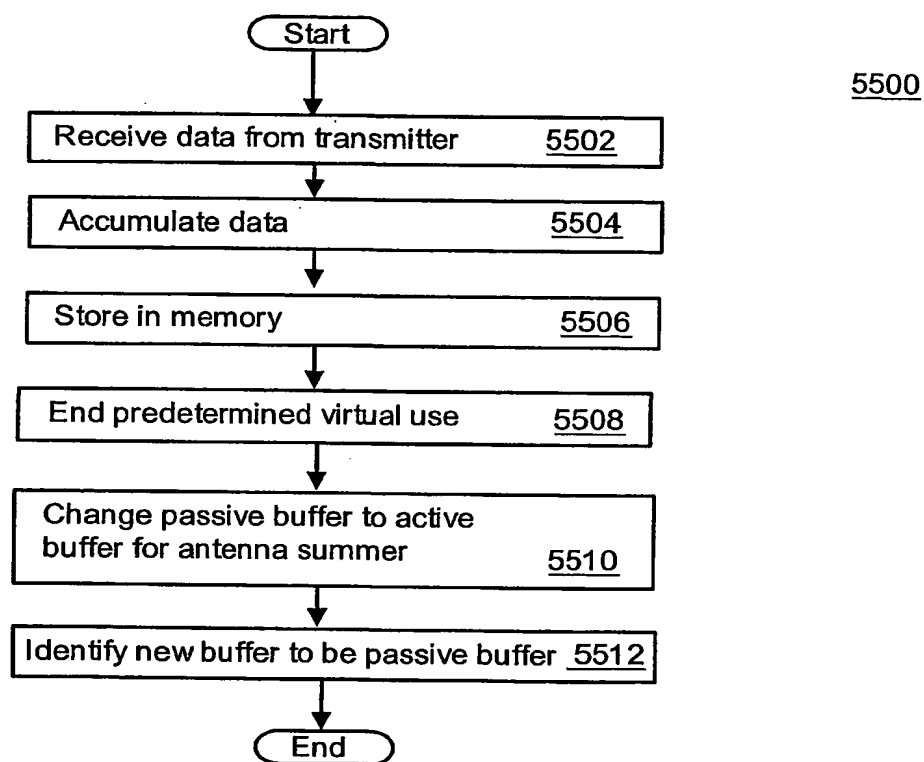 Start
5500
Receive data from transmitter 5502
Accumulate data 5504
Store in memory 5506
End predetermined virtual use 5508
Change passive buffer to active
buffer for antenna summer 5510
Identify new buffer to be passive buffer 5512
End